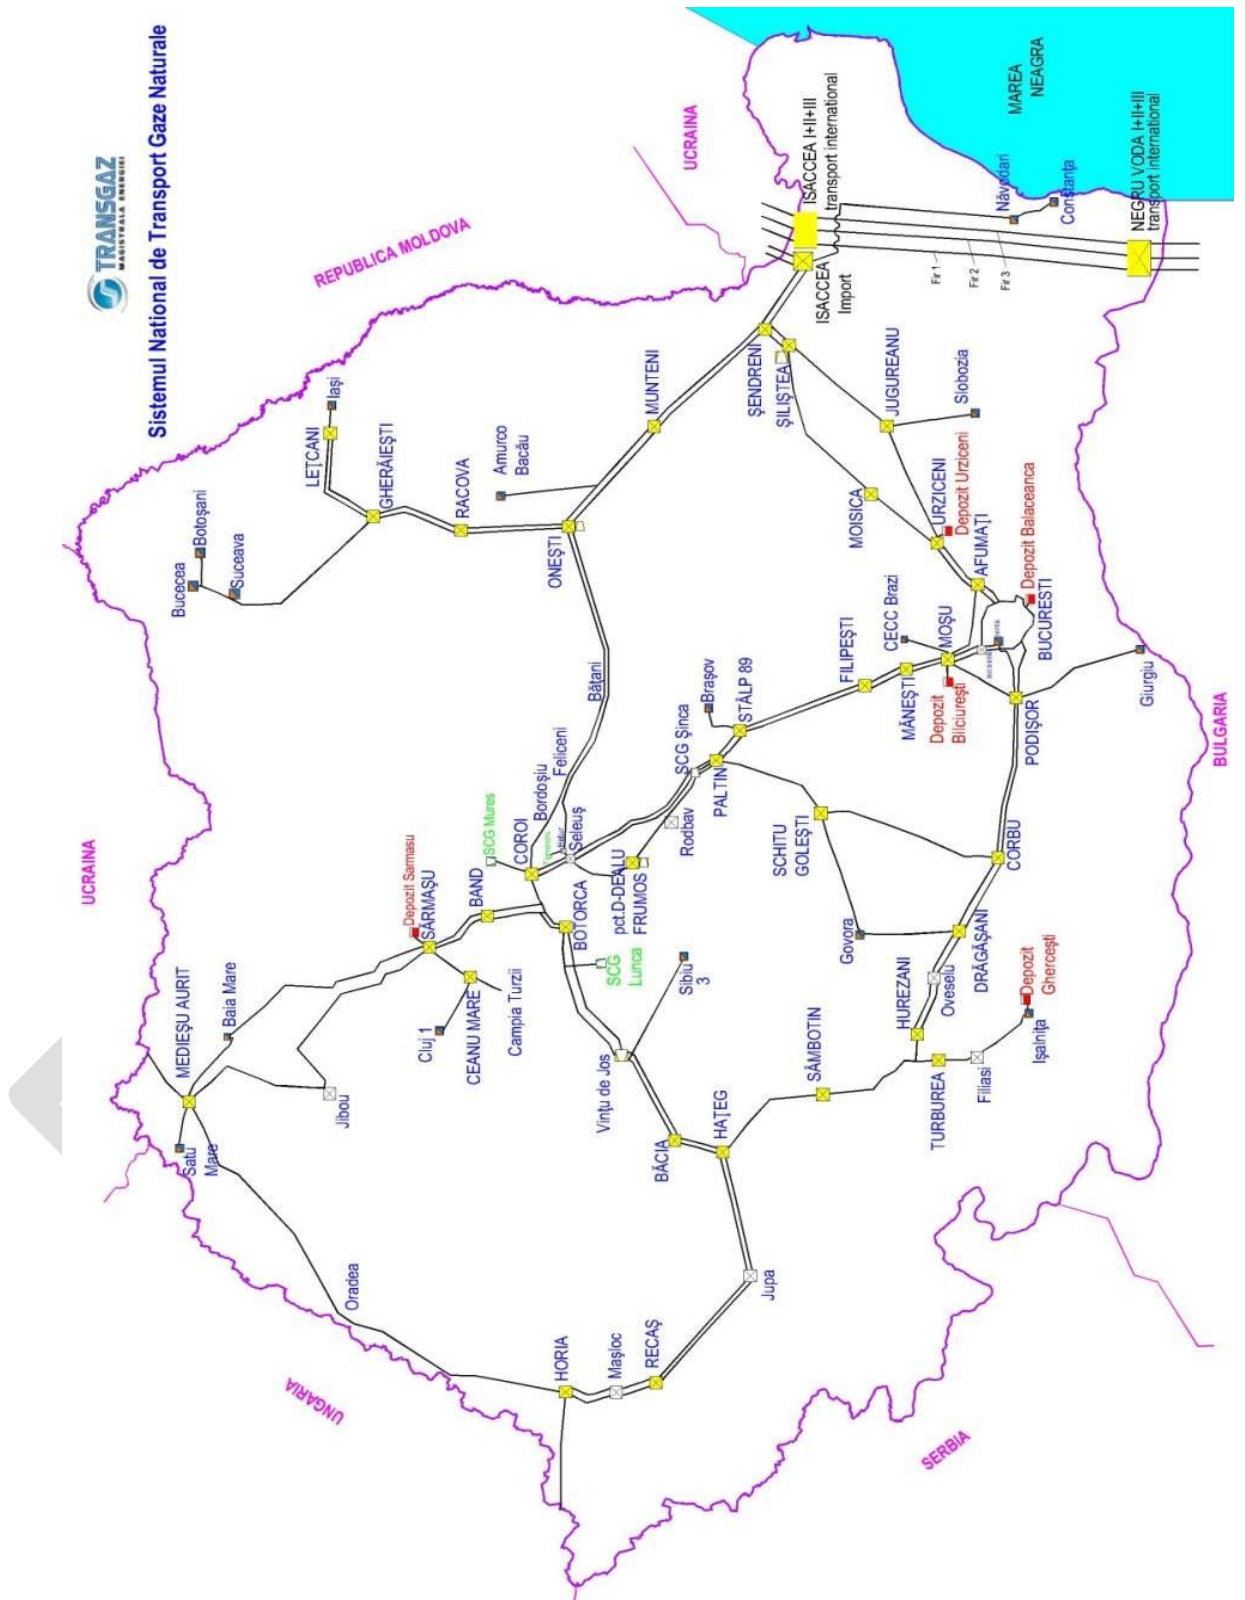 TRANSGAZ
MAGISTRALA ENERGIEI
Sistemul National de Transport Gaze Naturale
UCRAINA
REPUBLICA MOLDOVA
UCRAINA
UNGARIA
SERBIA
BULGARIA
MAREA
NEAGRA
ISACCEA I+II+III
transport international
ISACCEA
Import
NEGRU VODA I+II+III
transport international
Năvodari
Constanța
Fir 1
Fir 2
Fir 3
Bucecea
Botoșani
Suceava
LEȚCANI
Iași
GHERĂIEȘTI
RACOVA
Amurco
Bacău
ONEȘTI
MUNTENI
ȘENDRENI
ȘILIȘTEA
JUGUREANU
Slobozia
MOISICA
URZICENI
Depozit Urziceni
AFUMAȚI
Depozit Balaceanca
BUCURESTI
CECC Brazi
MOȘU
FILIPEȘTI
MĂNEȘTI
Depozit
Bilciurești
PODIȘOR
Giurgiu
Bățani
Feliceni
Bordoșiu
SCG Mures
COROI
Seleuș
Brașov
STÂLP 89
SCG Șinca
PALTIN
Rodbav
pct.D-DEALU
FRUMOS
SCHITU
GOLEȘTI
CORBU
Govora
DRĂGĂȘANI
Oveselu
HUREZANI
TURBUREA
Filiasi
Ișalnița
Depozit
Ghercești
SÂMBOTIN
MEDIEȘU AURIT
Baia Mare
Satu
Mare
Jibou
Depozit Sarmasu
SĂRMAȘU
BAND
Cluj 1
CEANU MARE
Campia Turzii
BOTORCA
SCG
Lunca
Sibiu
3
Vințu de Jos
BĂCIA
HAȚEG
Jupa
RECAȘ
Mașloc
HORIA
Oradea